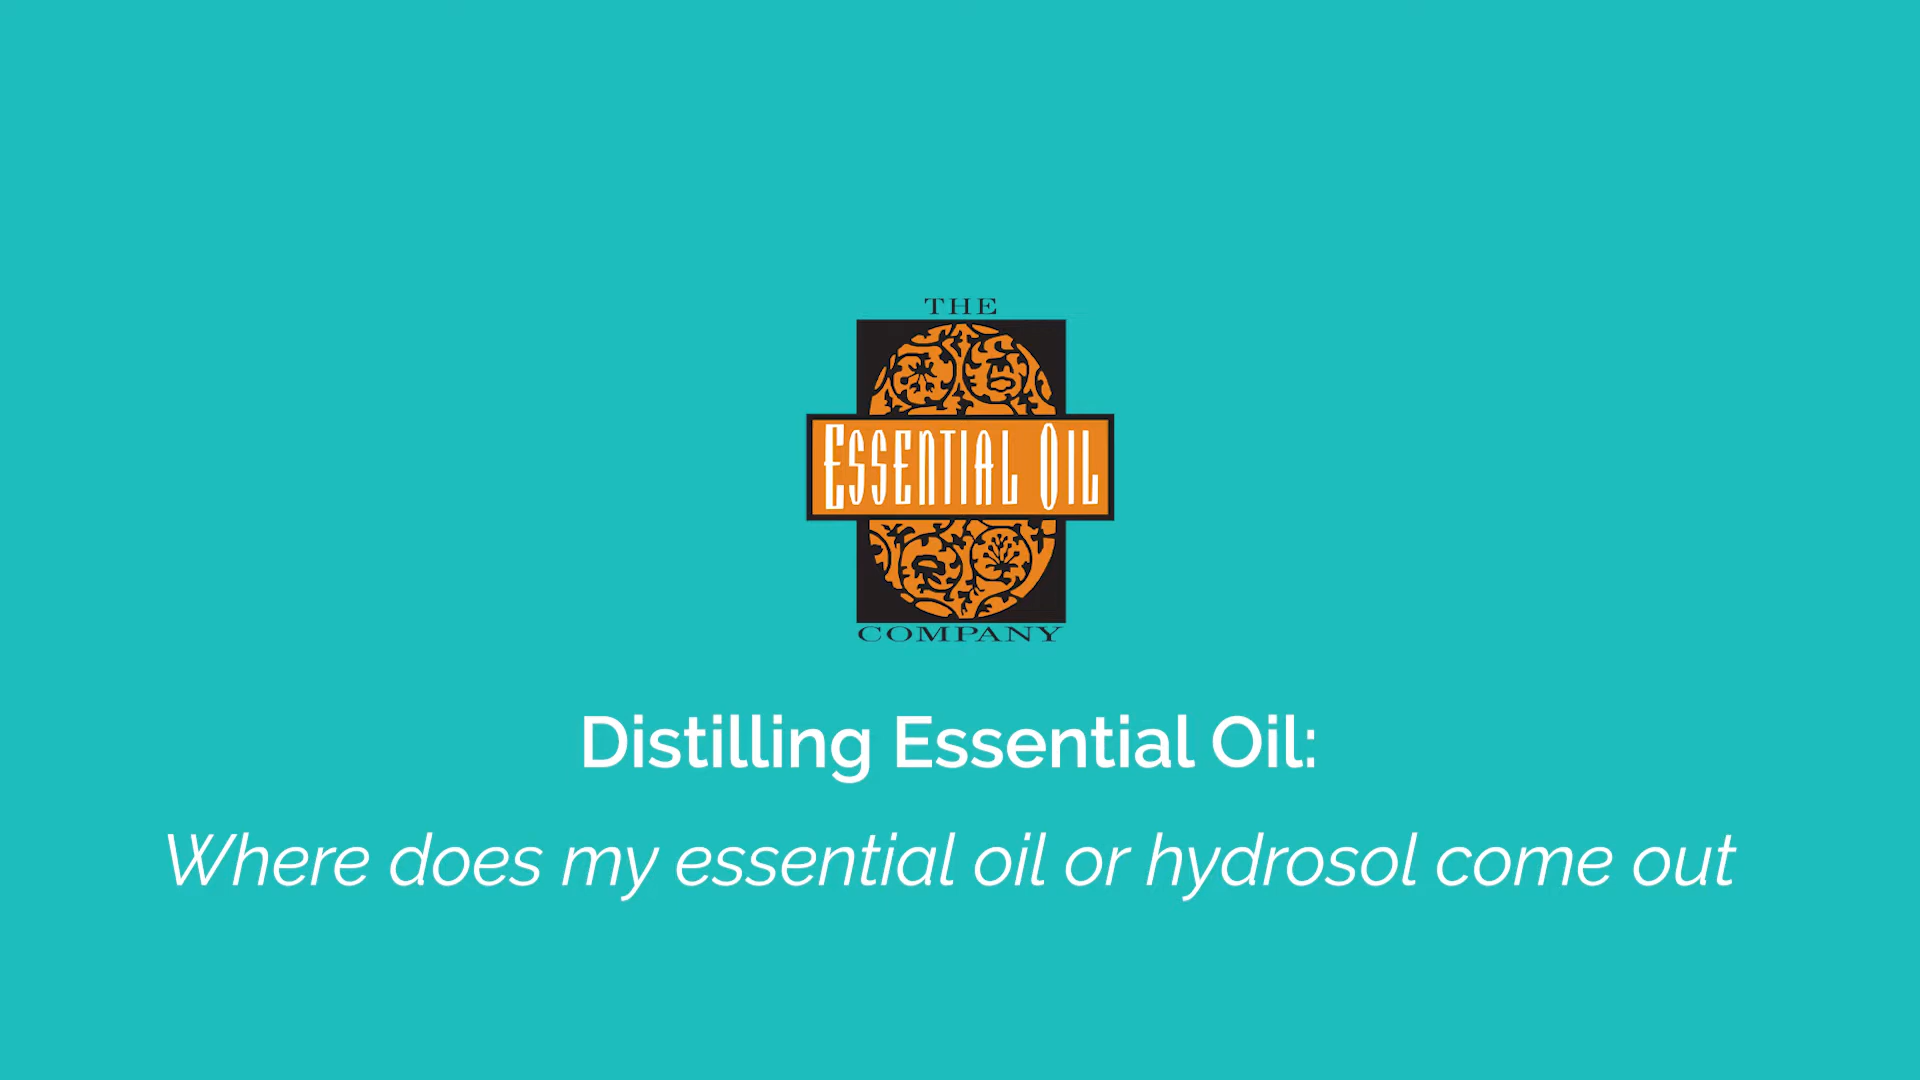 THE
ESSENTIAL OIL
COMPANY
Distilling Essential Oil:
Where does my essential oil or hydrosol come out